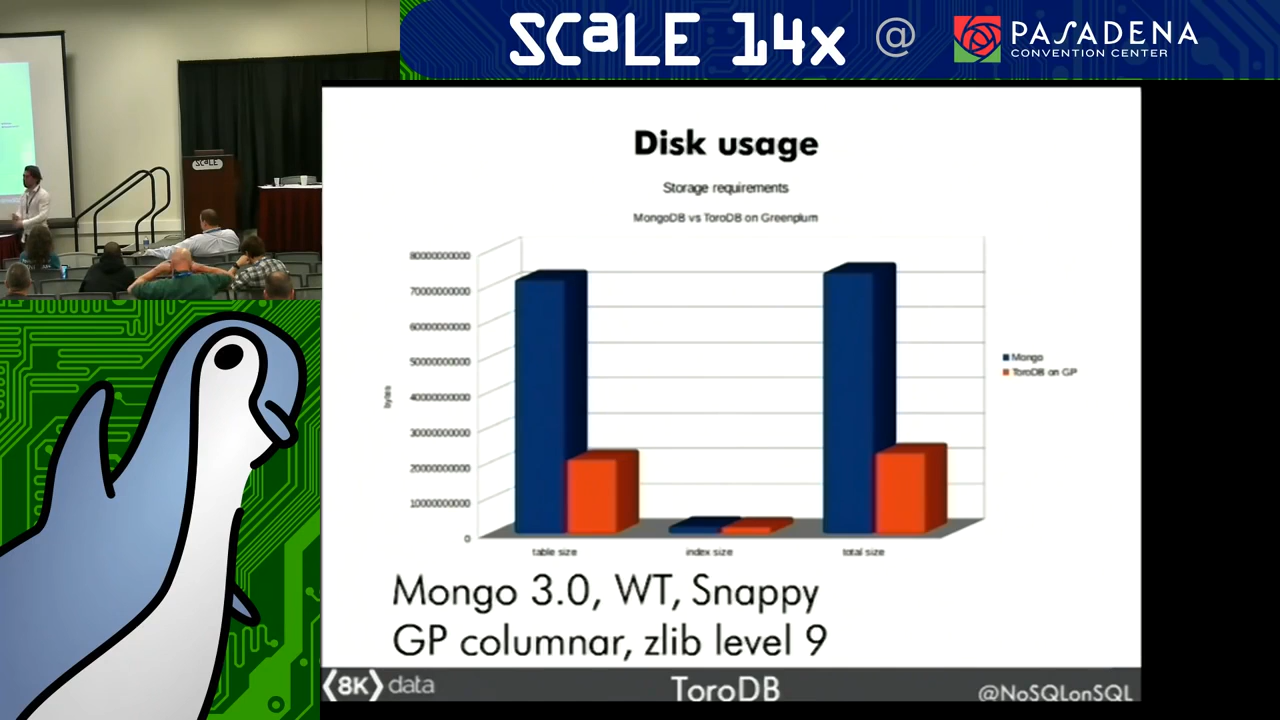 SCaLE 14x @ PASADENA
CONVENTION CENTER
SCaLE
Disk usage
Storage requirements
MongoDB vs ToroDB on Greenplum
80000000000
70000000000
60000000000
50000000000
40000000000
30000000000
20000000000
10000000000
0
bytes
table size
index size
total size
Mongo
ToroDB on GP
Mongo 3.0, WT, Snappy
GP columnar, zlib level 9
8K data
ToroDB
@NoSQLonSQL